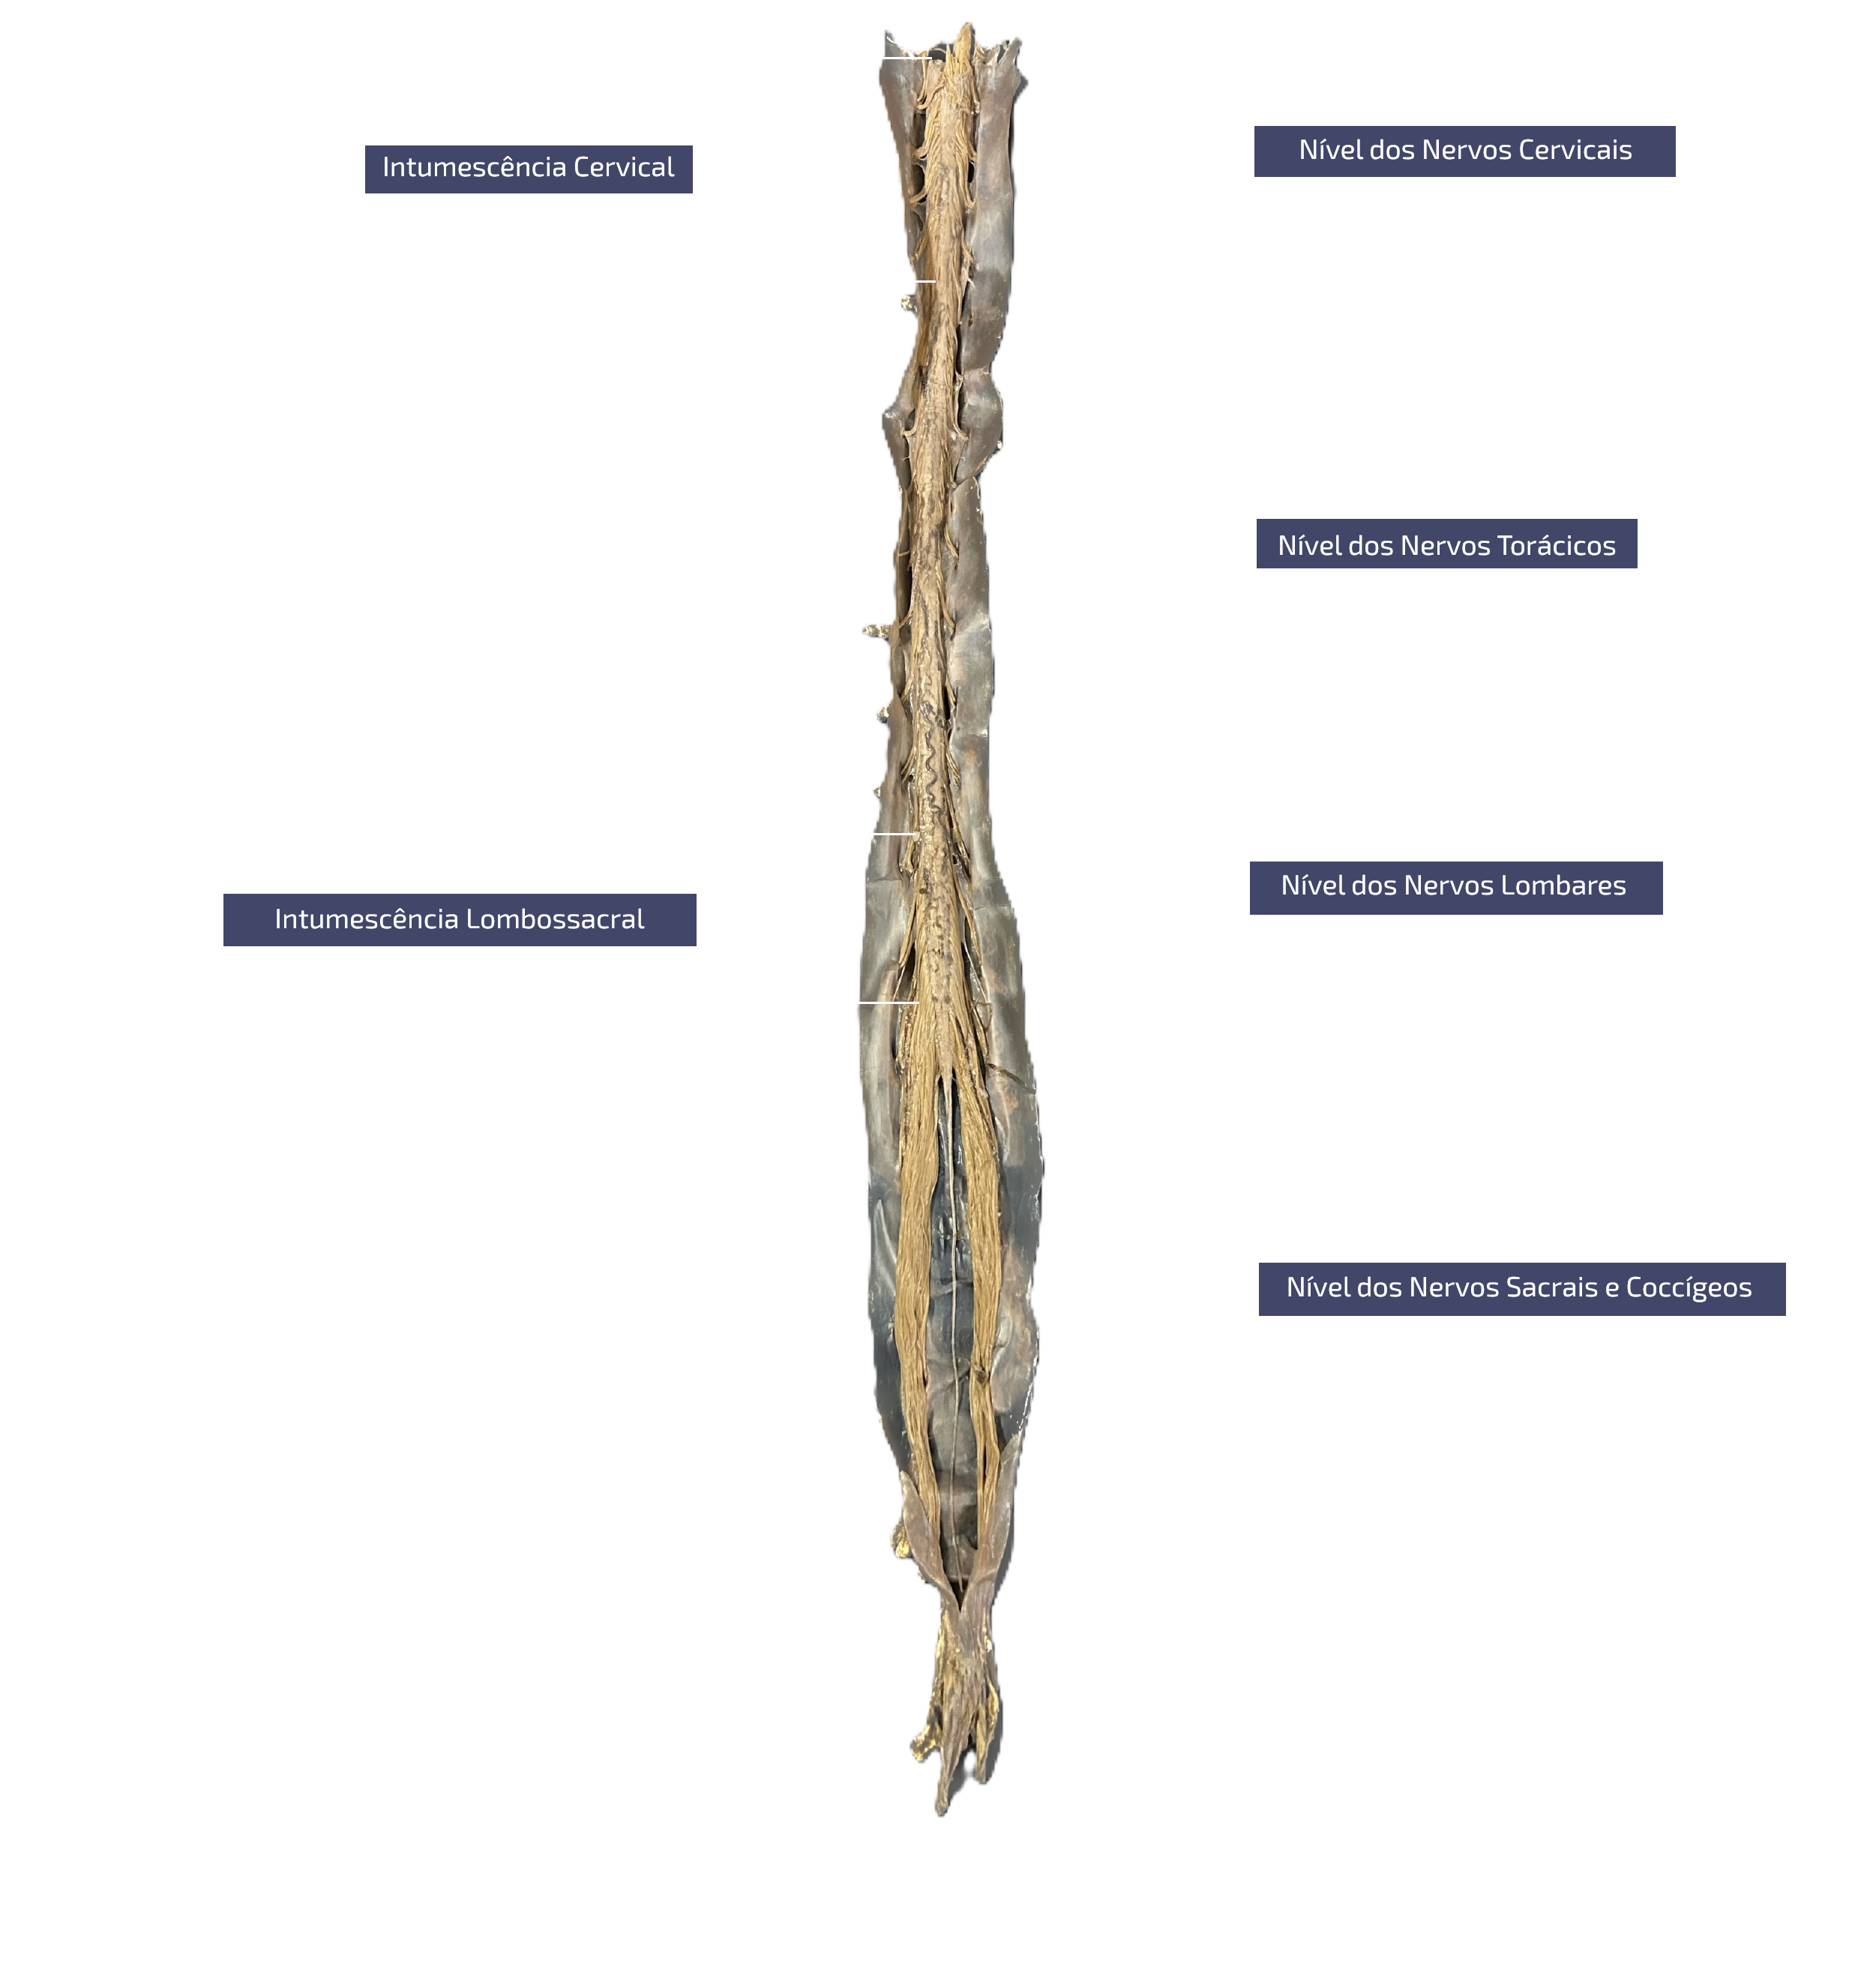 Nível dos Nervos Cervicais
Intumescência Cervical
Nível dos Nervos Torácicos
Nível dos Nervos Lombares
Intumescência Lombossacral
Nível dos Nervos Sacrais e Coccígeos